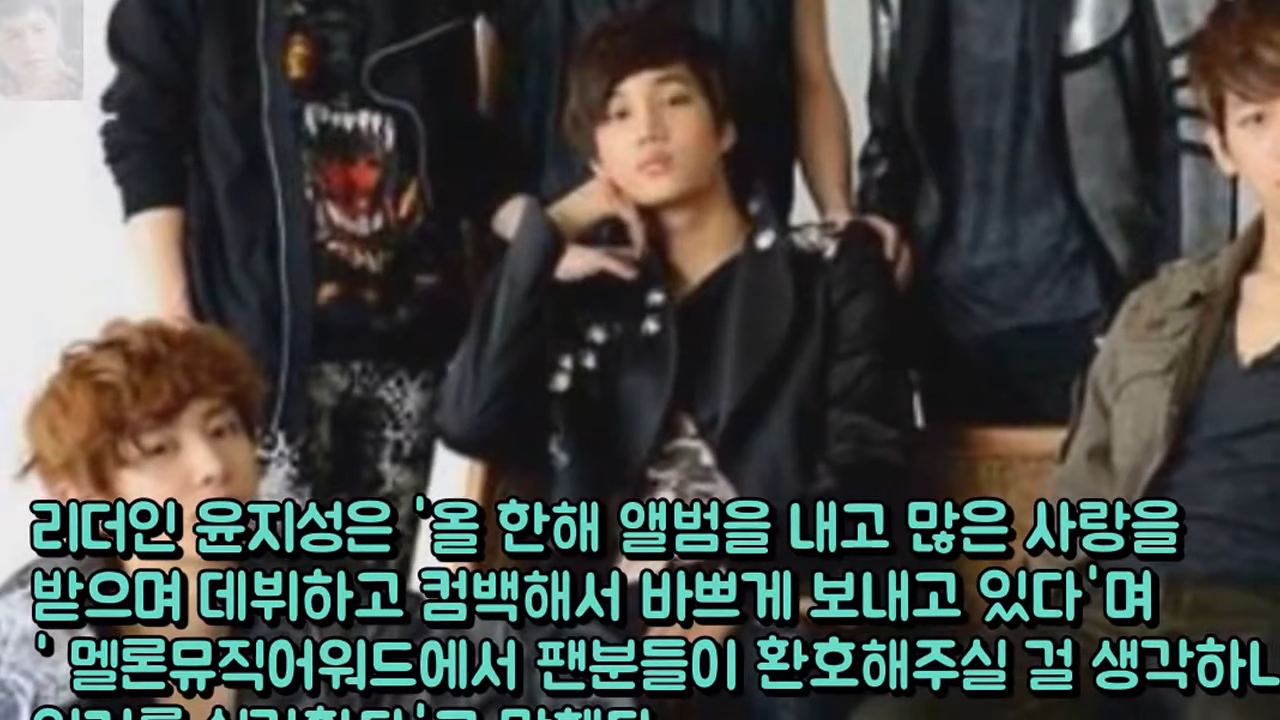 리더인 윤지성은 '올 한해 앨범을 내고 많은 사랑을
받으며 데뷔하고 컴백해서 바쁘게 보내고 있다'며
' 멜론뮤직어워드에서 팬분들이 환호해주실 걸 생각하니